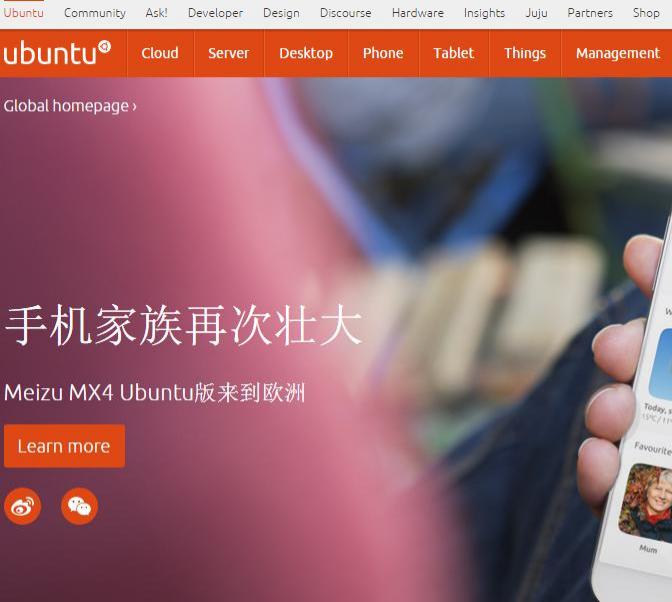 Ubuntu Community Ask! Developer Design Discourse Hardware Insights Juju Partners Shop
ubuntu Cloud Server Desktop Phone Tablet Things Management
Global homepage ›
手机家族再次壮大
Meizu MX4 Ubuntu版来到欧洲
Learn more
Today, s
Favourite
Mum